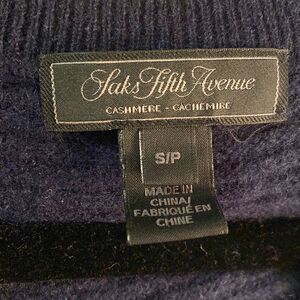 Saks Fifth Avenue
CASHMERE - CACHEMIRE
S/P
MADE IN
CHINA/
FABRIQUÉ EN
CHINE